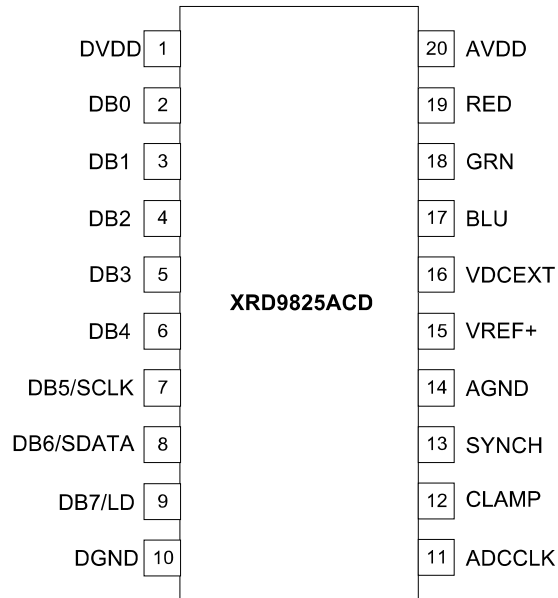 DVDD 1 20 AVDD
DB0 2 19 RED
DB1 3 18 GRN
DB2 4 17 BLU
DB3 5 16 VDCEXT
XRD9825ACD
DB4 6 15 VREF+
DB5/SCLK 7 14 AGND
DB6/SDATA 8 13 SYNCH
DB7/LD 9 12 CLAMP
DGND 10 11 ADCCLK